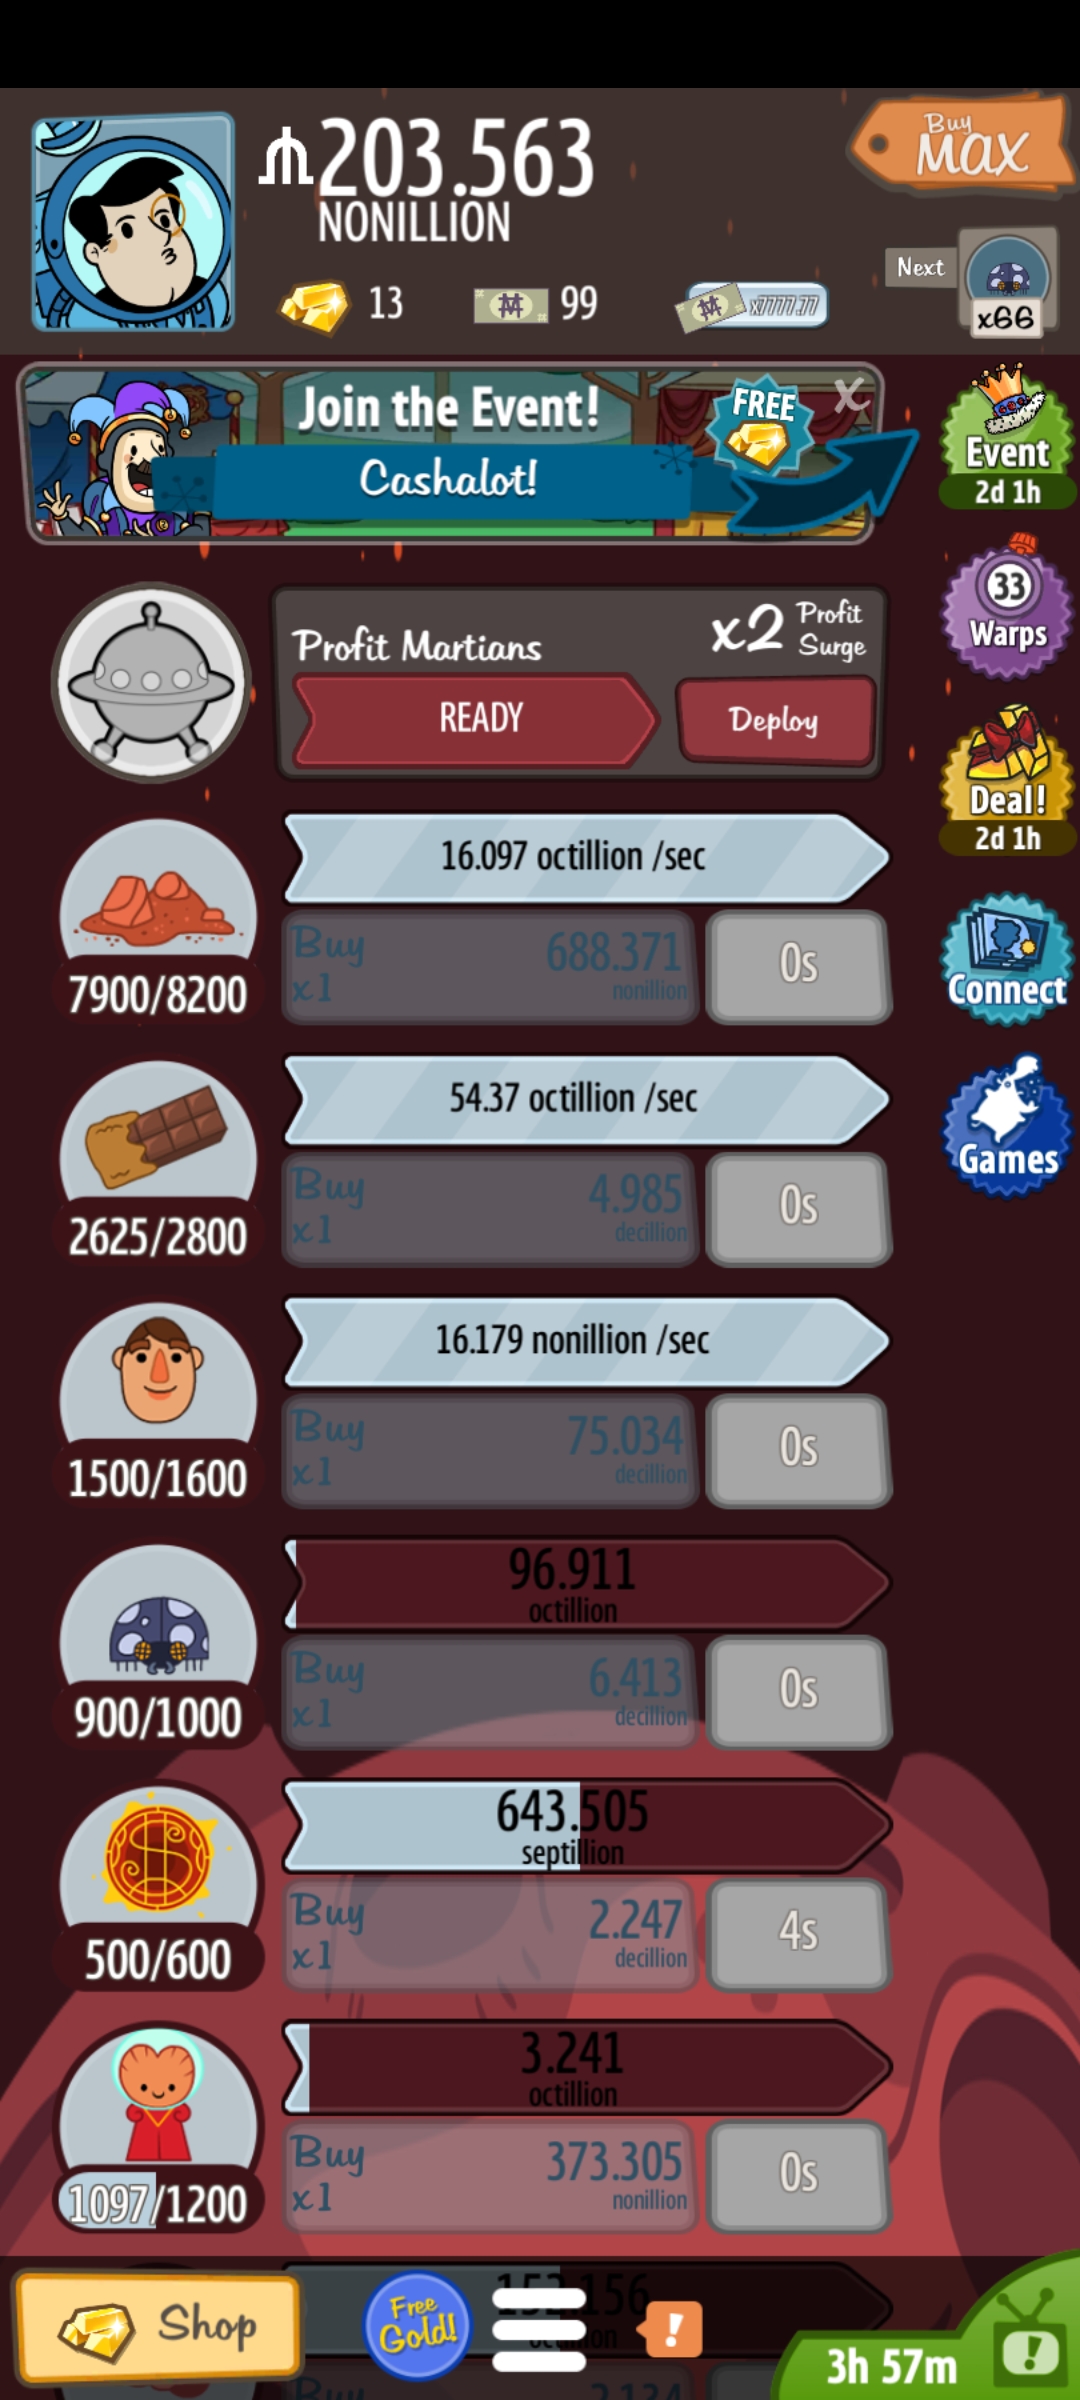 203.563
NONILLION
Buy
MAX
13
99
x7777.77
Next
x66
Join the Event!
FREE
X
Cashalot!
Event
2d 1h
33
Warps
Profit Martians
x2 Profit
Surge
READY
Deploy
Deal!
2d 1h
16.097 octillion /sec
Buy
x1
688.371
nonillion
0s
7900/8200
Connect
54.37 octillion /sec
Games
Buy
x1
4.985
decillion
0s
2625/2800
16.179 nonillion /sec
Buy
x1
75.034
decillion
0s
1500/1600
96.911
octillion
Buy
x1
6.413
decillion
0s
900/1000
643.505
septillion
Buy
x1
2.247
decillion
4s
500/600
3.241
octillion
Buy
x1
373.305
nonillion
0s
1097/1200
Shop
Free
Gold!
!
3h 57m
!